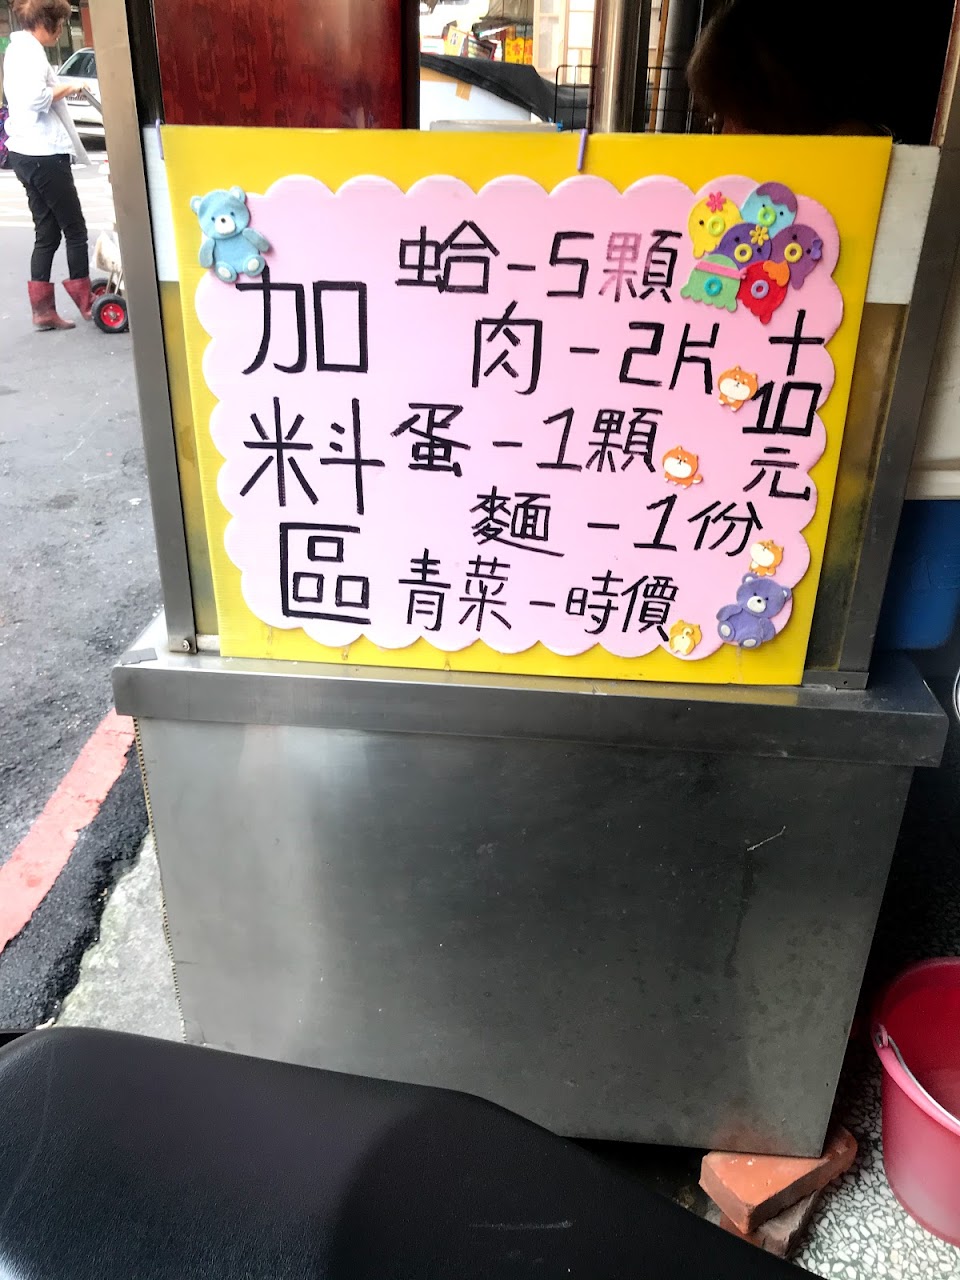 加料區
蛤-5顆
肉-2片
蛋-1顆
麵-1份
青菜-時價
+10元